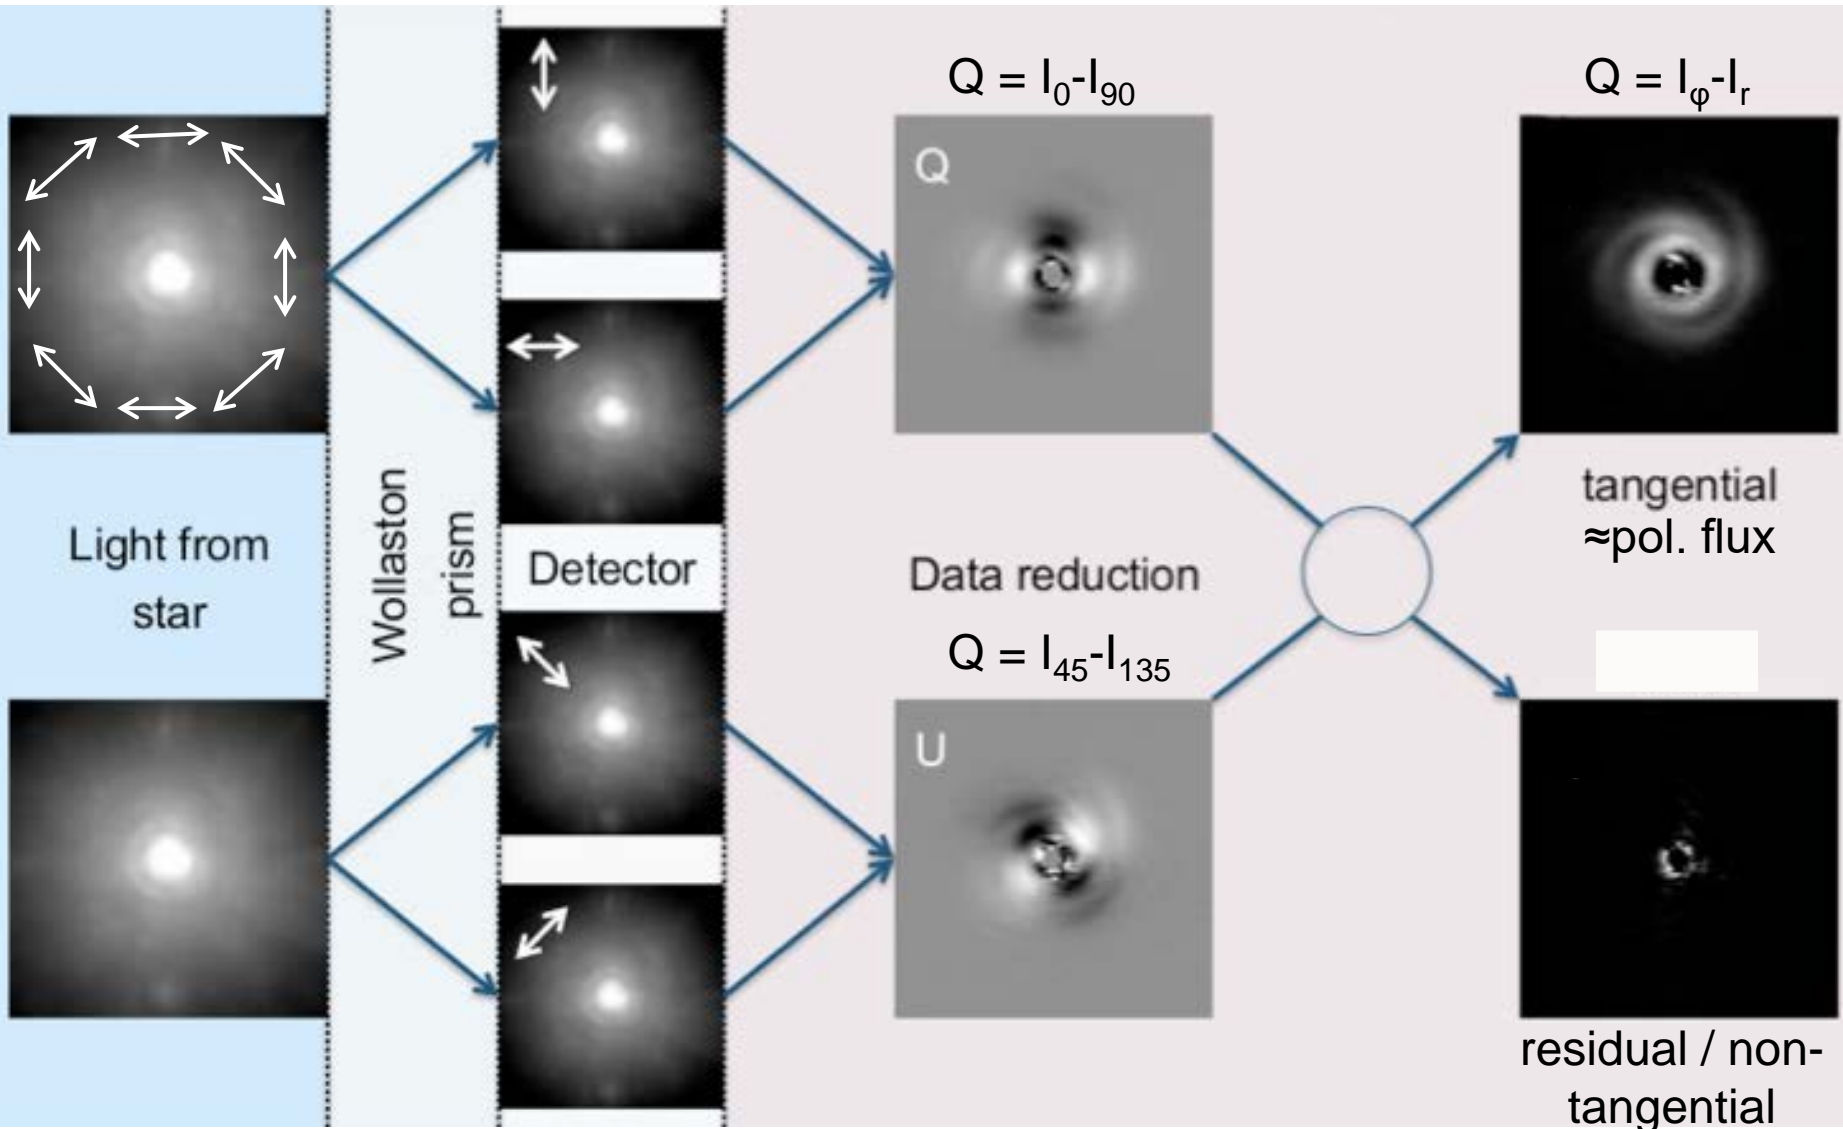 Light from
star
Wollaston
prism
Detector
Q = I₀-I₉₀
Q
Data reduction
Q = I₄₅-I₁₃₅
U
Q = Iᵩ-Iᵣ
tangential
≈pol. flux
residual / non-
tangential